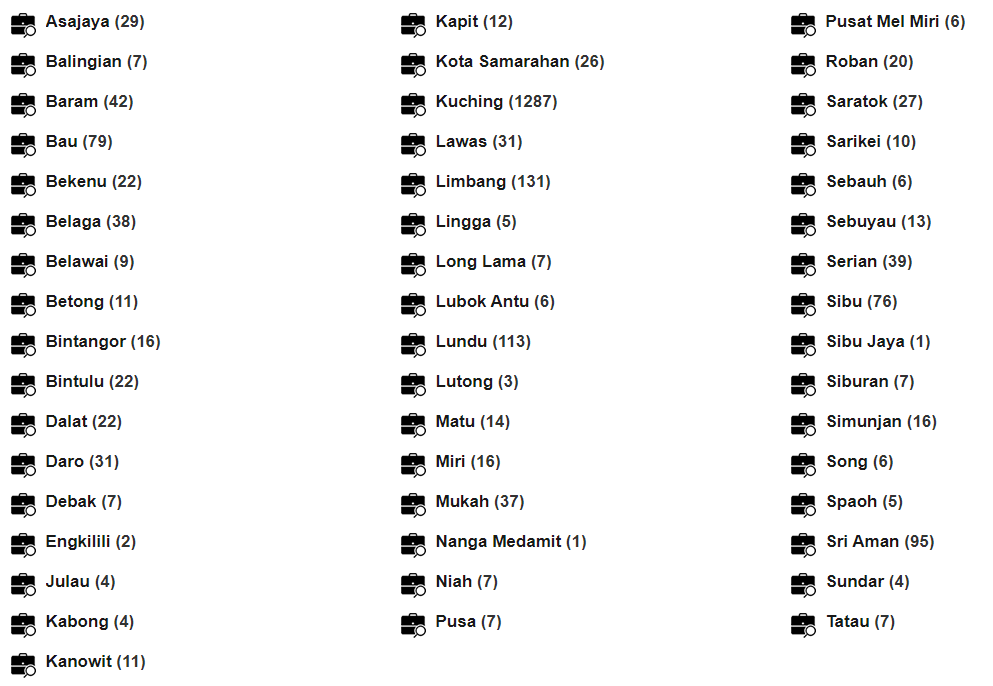 Asajaya (29)
Balingian (7)
Baram (42)
Bau (79)
Bekenu (22)
Belaga (38)
Belawai (9)
Betong (11)
Bintangor (16)
Bintulu (22)
Dalat (22)
Daro (31)
Debak (7)
Engkilili (2)
Julau (4)
Kabong (4)
Kanowit (11)
Kapit (12)
Kota Samarahan (26)
Kuching (1287)
Lawas (31)
Limbang (131)
Lingga (5)
Long Lama (7)
Lubok Antu (6)
Lundu (113)
Lutong (3)
Matu (14)
Miri (16)
Mukah (37)
Nanga Medamit (1)
Niah (7)
Pusa (7)
Pusat Mel Miri (6)
Roban (20)
Saratok (27)
Sarikei (10)
Sebauh (6)
Sebuyau (13)
Serian (39)
Sibu (76)
Sibu Jaya (1)
Siburan (7)
Simunjan (16)
Song (6)
Spaoh (5)
Sri Aman (95)
Sundar (4)
Tatau (7)